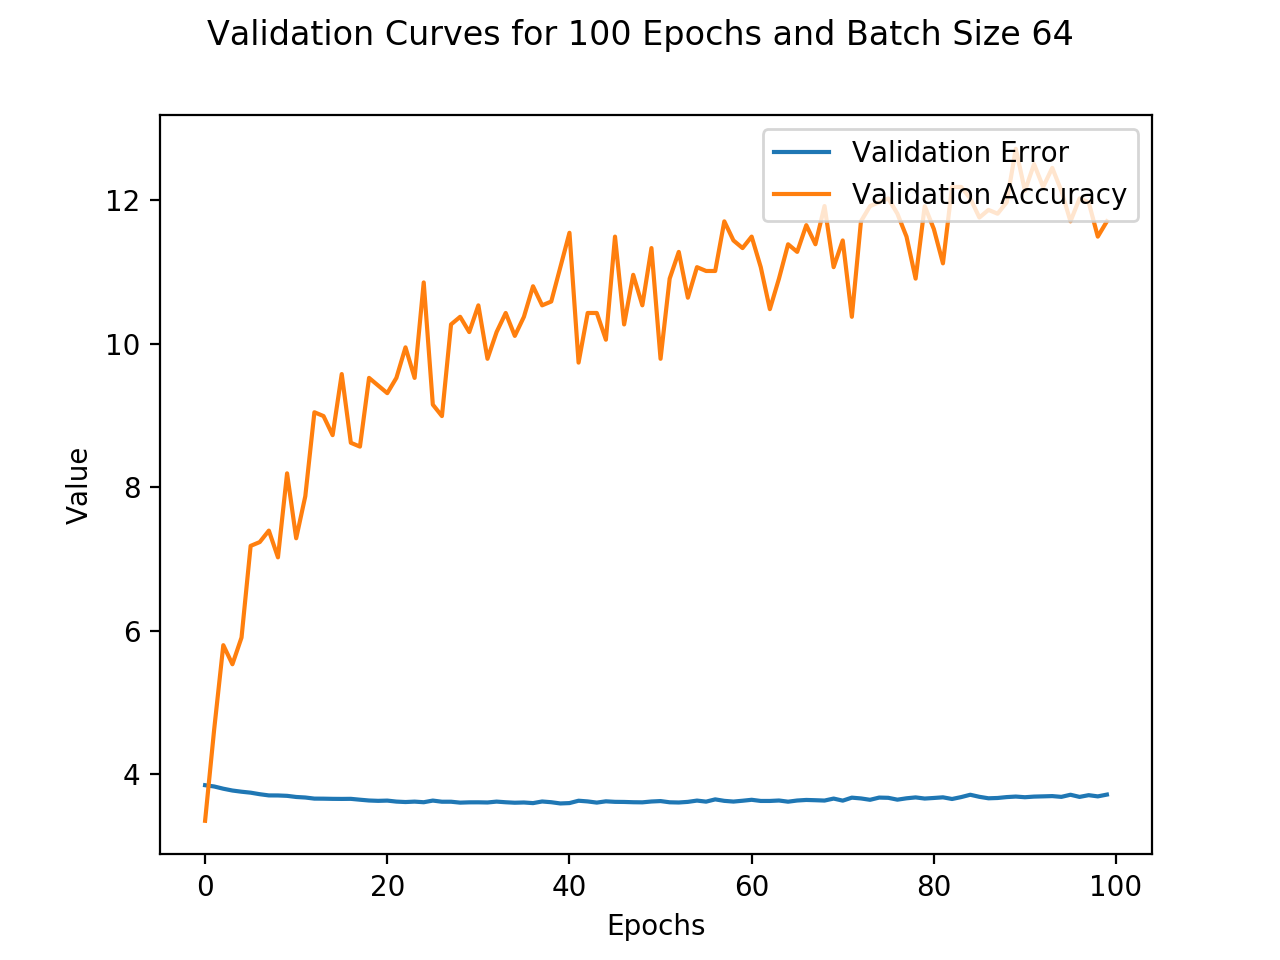 Validation Curves for 100 Epochs and Batch Size 64
Validation Error
Validation Accuracy
12
10
8
6
4
Value
0 20 40 60 80 100
Epochs